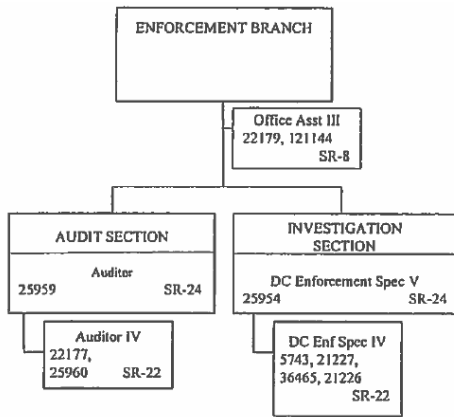 ENFORCEMENT BRANCH
Office Asst III
22179, 121144
SR-8
AUDIT SECTION
Auditor
25959 SR-24
Auditor IV
22177,
25960 SR-22
INVESTIGATION
SECTION
DC Enforcement Spec V
25954 SR-24
DC Enf Spec IV
5743, 21227,
36465, 21226
SR-22